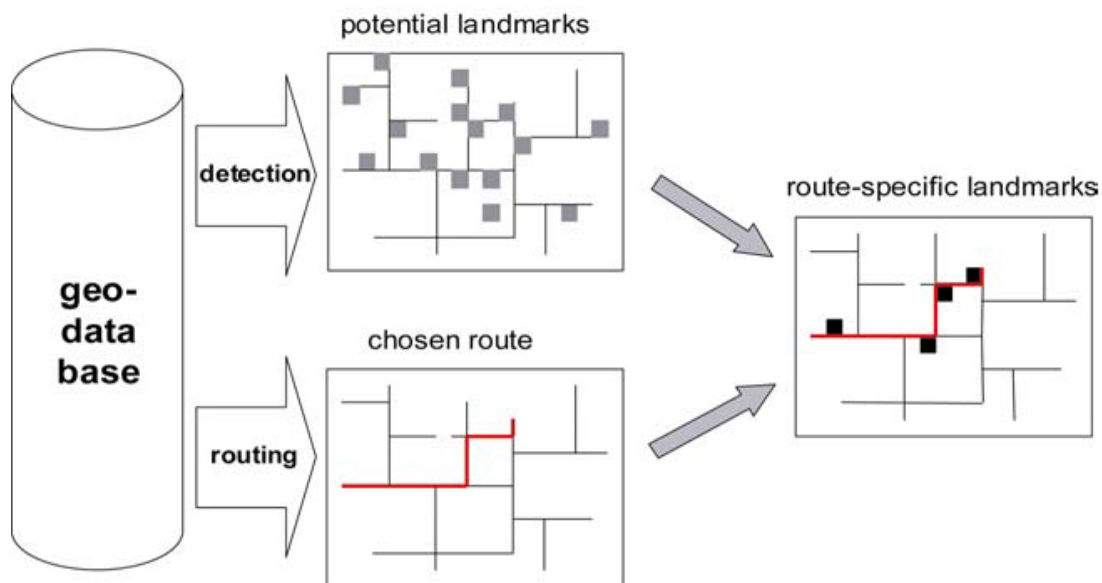 potential landmarks
detection
route-specific landmarks
geo-
data
base
chosen route
routing